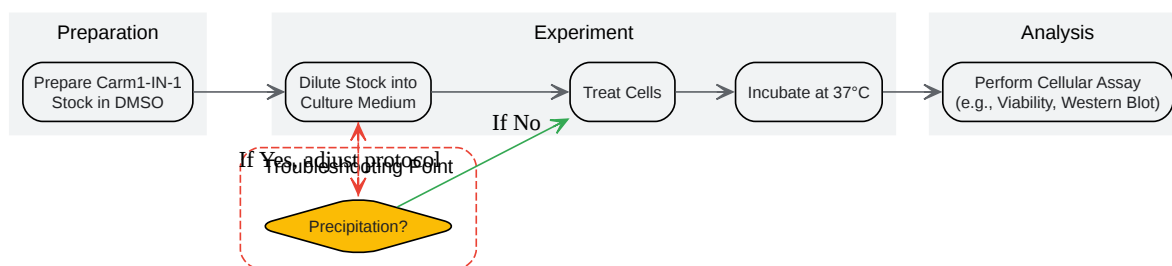 Preparation
Experiment
Analysis
Prepare Carm1-IN-1
Stock in DMSO
Dilute Stock into
Culture Medium
Treat Cells
Incubate at 37°C
Perform Cellular Assay
(e.g., Viability, Western Blot)
If No
If Yes, adjust protocol
Troubleshooting Point
Precipitation?